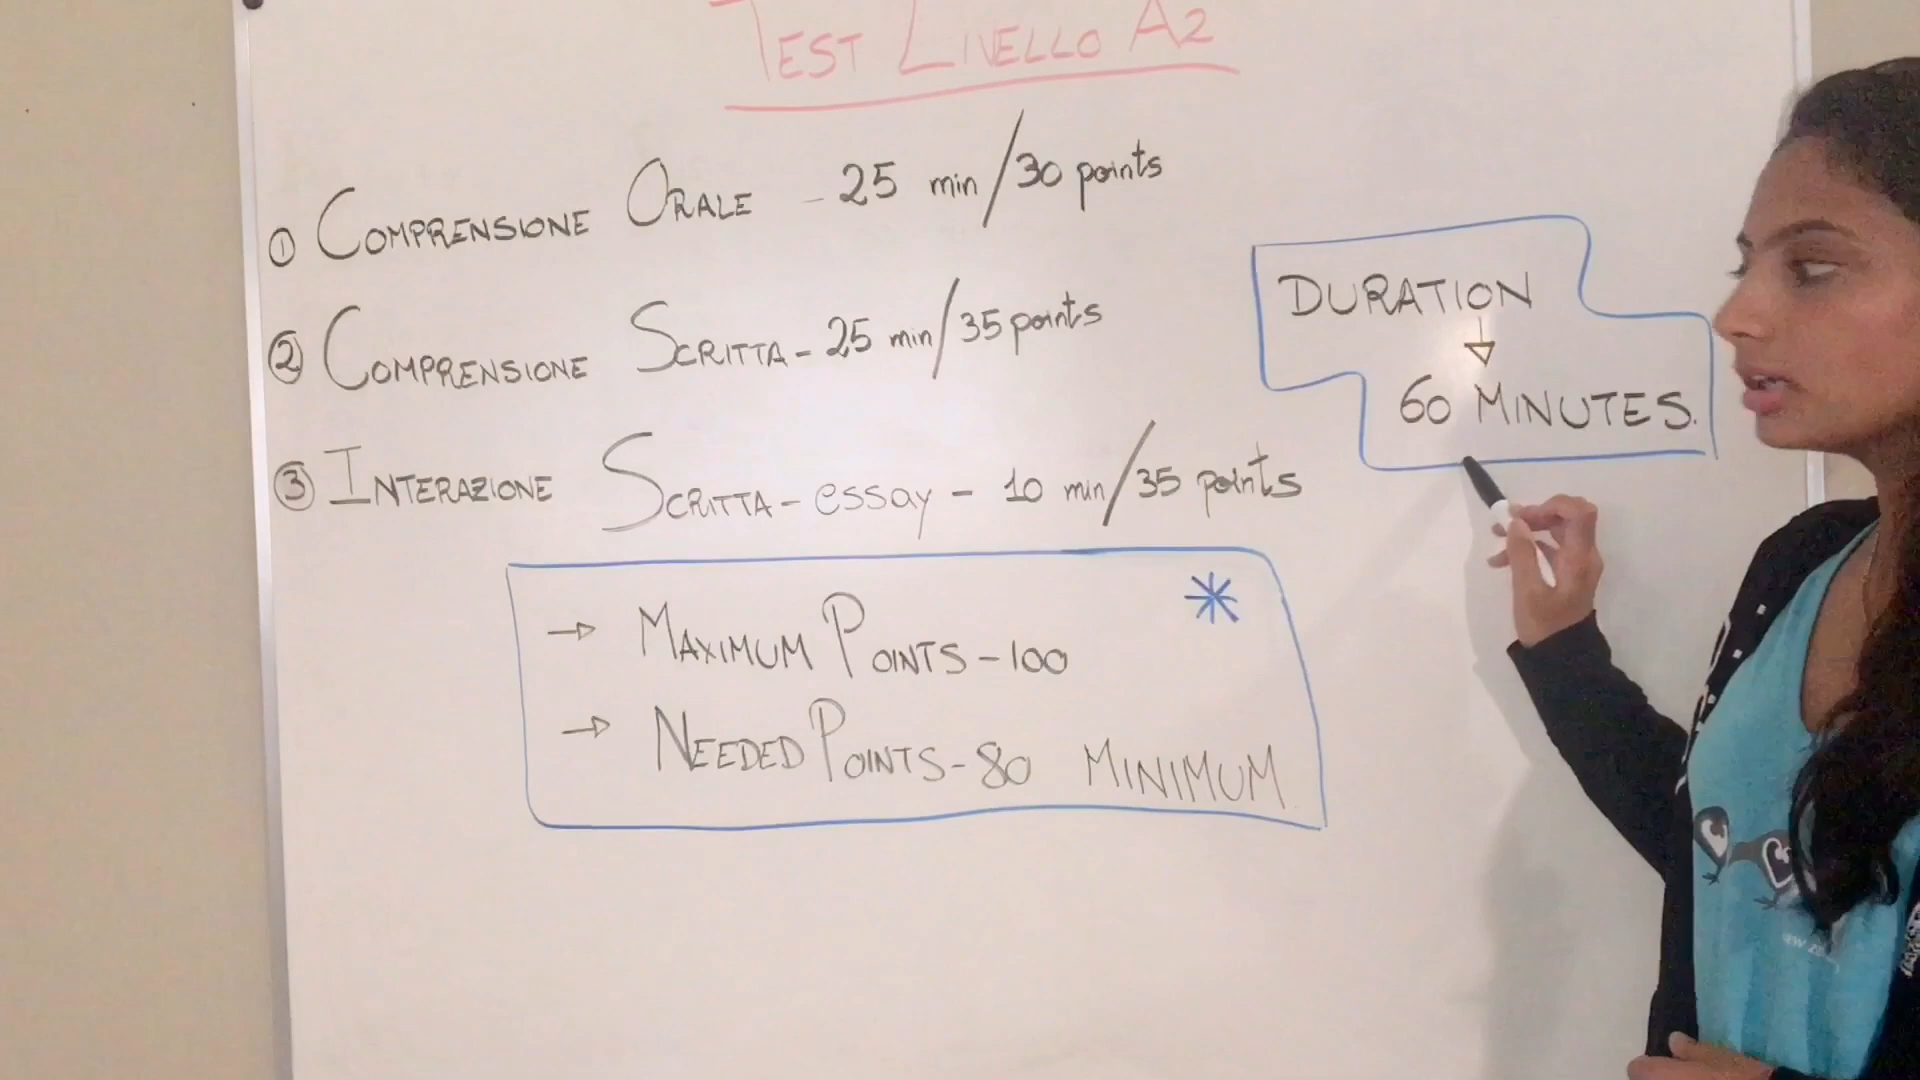 TEST LIVELLO A2
① COMPRENSIONE ORALE - 25 min/30 points
② COMPRENSIONE SCRITTA - 25 min/35 points
③ INTERAZIONE SCRITTA - essay - 10 min/35 points
DURATION
↓
60 MINUTES.
*
→ MAXIMUM POINTS - 100
→ NEEDED POINTS - 80 MINIMUM.